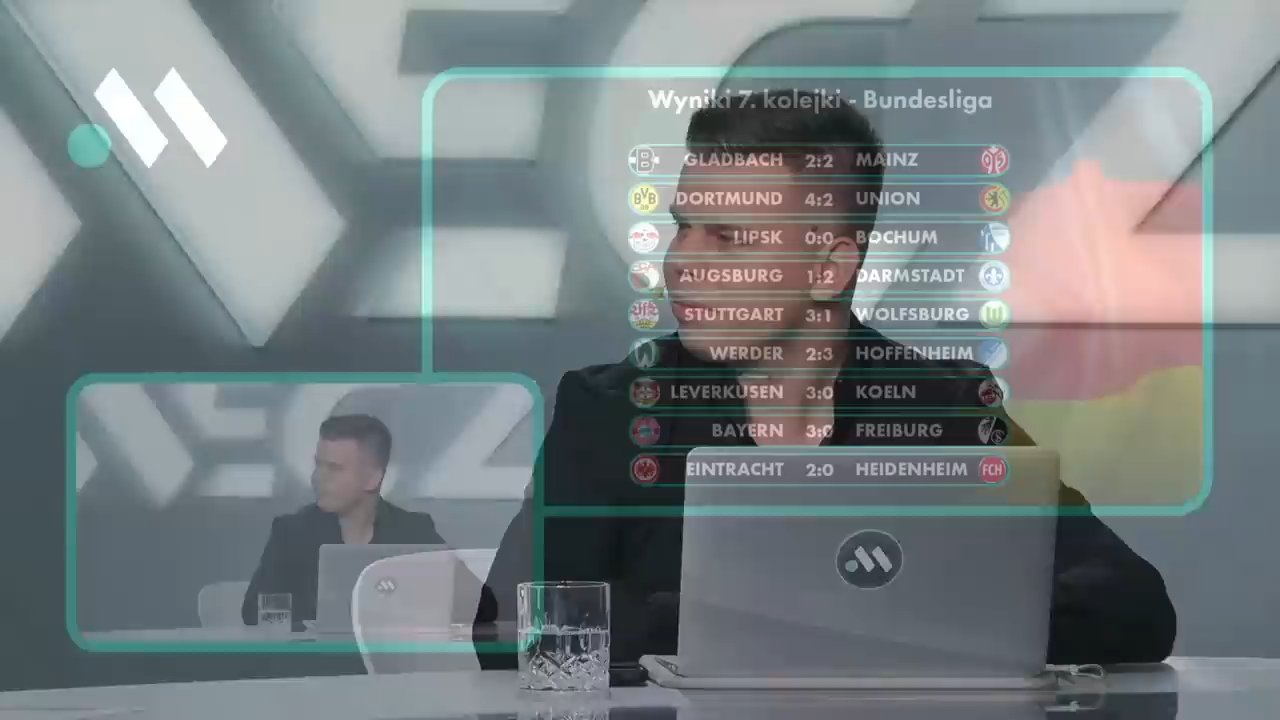 Wyniki 7. kolejki - Bundesliga
GLADBACH 2:2 MAINZ
DORTMUND 4:2 UNION
LIPSK 0:0 BOCHUM
AUGSBURG 1:2 DARMSTADT
STUTTGART 3:1 WOLFSBURG
WERDER 2:3 HOFFENHEIM
LEVERKUSEN 3:0 KOELN
BAYERN 3:0 FREIBURG
EINTRACHT 2:0 HEIDENHEIM
BVB
FCH